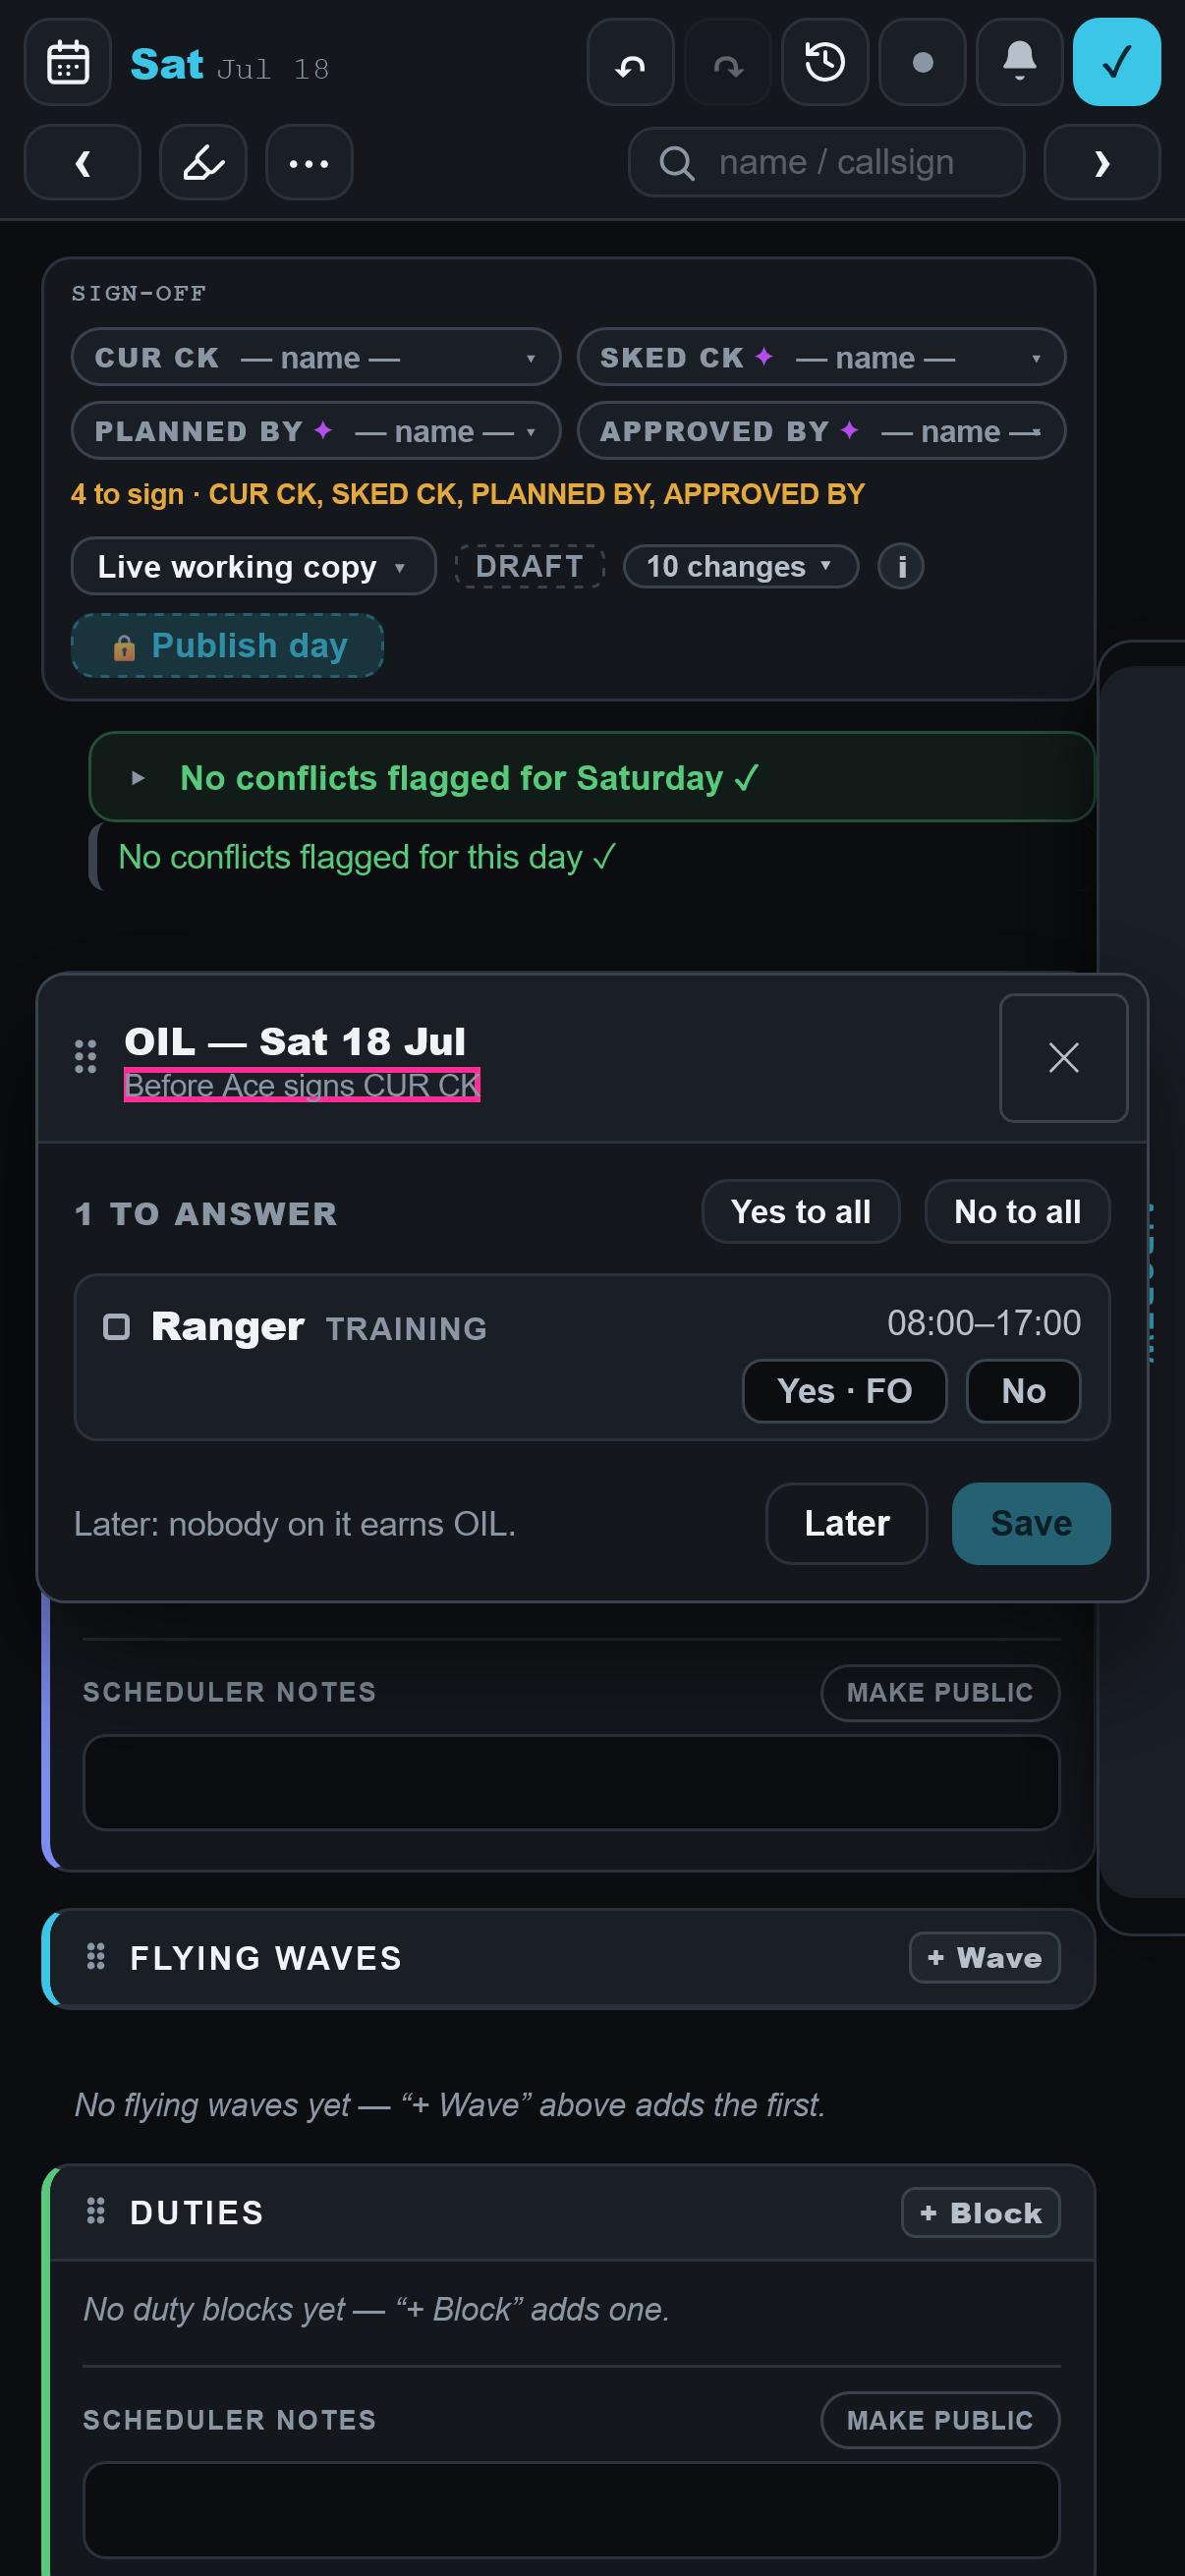 Sat Jul 18
name / callsign
SIGN-OFF
CUR CK — name —
SKED CK — name —
PLANNED BY — name —
APPROVED BY — name —
4 to sign · CUR CK, SKED CK, PLANNED BY, APPROVED BY
Live working copy
DRAFT
10 changes
i
Publish day
No conflicts flagged for Saturday ✓
No conflicts flagged for this day ✓
OIL — Sat 18 Jul
Before Ace signs CUR CK
1 TO ANSWER
Yes to all
No to all
Ranger TRAINING
08:00–17:00
Yes · FO
No
Later: nobody on it earns OIL.
Later
Save
SCHEDULER NOTES
MAKE PUBLIC
FLYING WAVES
+ Wave
No flying waves yet — “+ Wave” above adds the first.
DUTIES
+ Block
No duty blocks yet — “+ Block” adds one.
SCHEDULER NOTES
MAKE PUBLIC